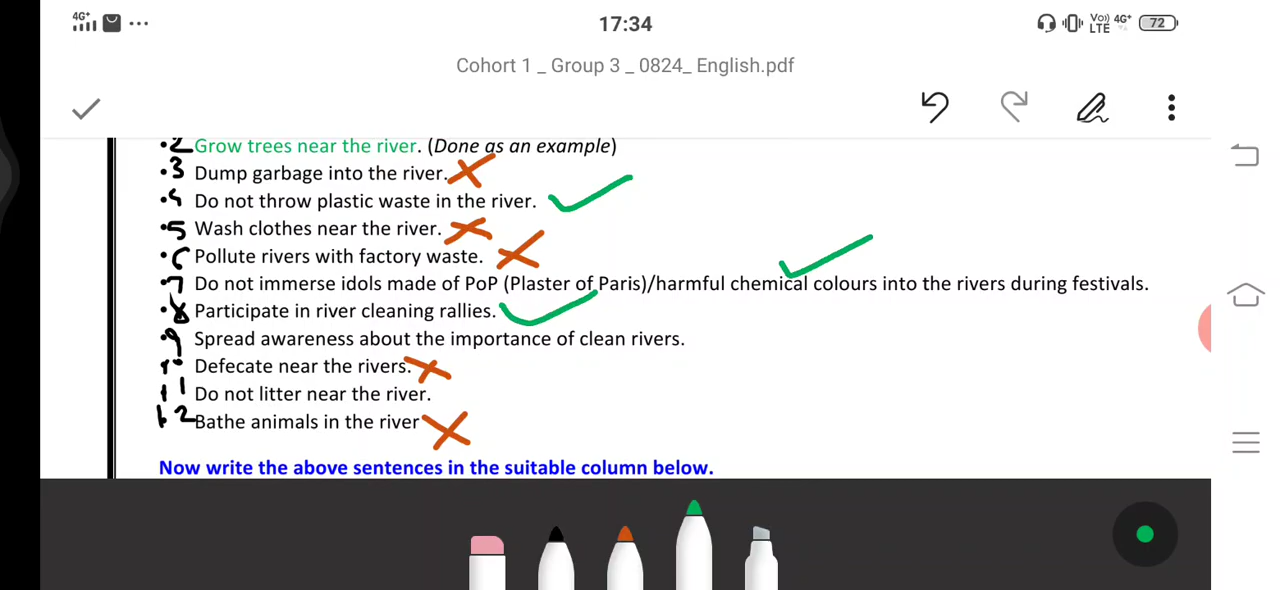 4G+ ... 17:34 Vo) LTE 4G+ 72
Cohort 1 _ Group 3 _ 0824_ English.pdf
•2 Grow trees near the river. (Done as an example)
•3 Dump garbage into the river.
•4 Do not throw plastic waste in the river.
•5 Wash clothes near the river.
•6 Pollute rivers with factory waste.
•7 Do not immerse idols made of PoP (Plaster of Paris)/harmful chemical colours into the rivers during festivals.
•8 Participate in river cleaning rallies.
•9 Spread awareness about the importance of clean rivers.
10 Defecate near the rivers.
11 Do not litter near the river.
12 Bathe animals in the river
Now write the above sentences in the suitable column below.